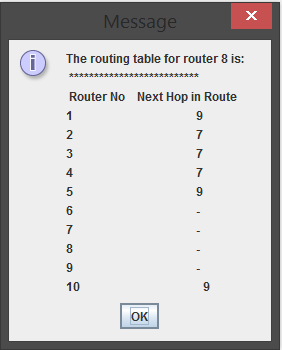 Message
The routing table for router 8 is:
**************************
Router No Next Hop in Route
1 9
2 7
3 7
4 7
5 9
6 -
7 -
8 -
9 -
10 9
OK